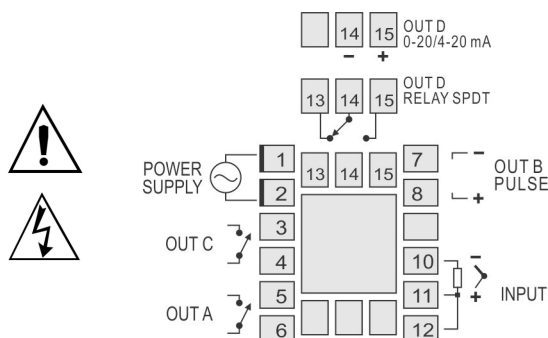 14 15 OUT D
0-20/4-20 mA
− +
13 14 15 OUT D
RELAY SPDT
POWER
SUPPLY
1
2
13 14 15
7 −
8 +
OUT B
PULSE
OUT C
3
4
10 −
11 +
12
INPUT
OUT A
5
6